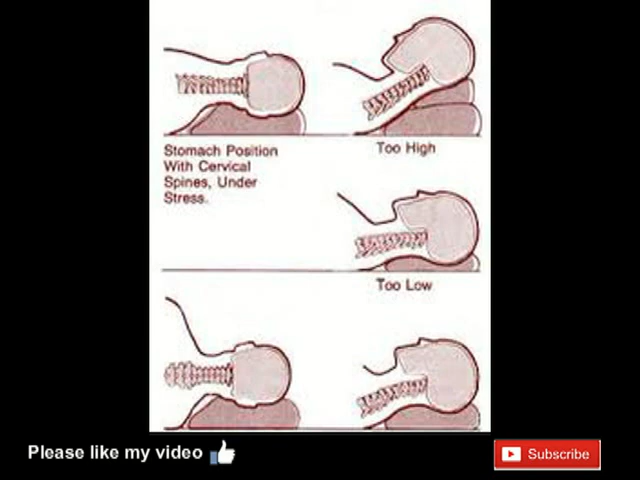 Stomach Position
With Cervical
Spines, Under
Stress.
Too High
Too Low
Please like my video
Subscribe